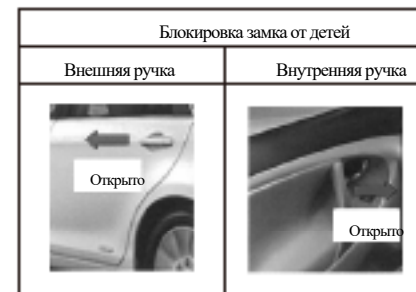 Блокировка замка от детей
Внешняя ручка
Внутренняя ручка
Открыто
Открыто